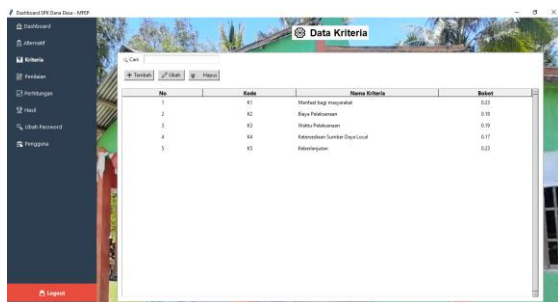 Dashboard SPK Dana Desa - MFEP
Dashboard
Data Kriteria
Alternatif
Kriteria
Cari
Penilaian
Tambah Ubah Hapus
Perhitungan
No Kode Nama Kriteria Bobot
1 K1 Manfaat bagi masyarakat 0.23
Hasil
2 K2 Biaya Pelaksanaan 0.18
Ubah Password
3 K3 Waktu Pelaksanaan 0.19
Pengguna
4 K4 Ketersediaan Sumber Daya Local 0.17
5 K5 Keberlanjutan 0.23
Logout